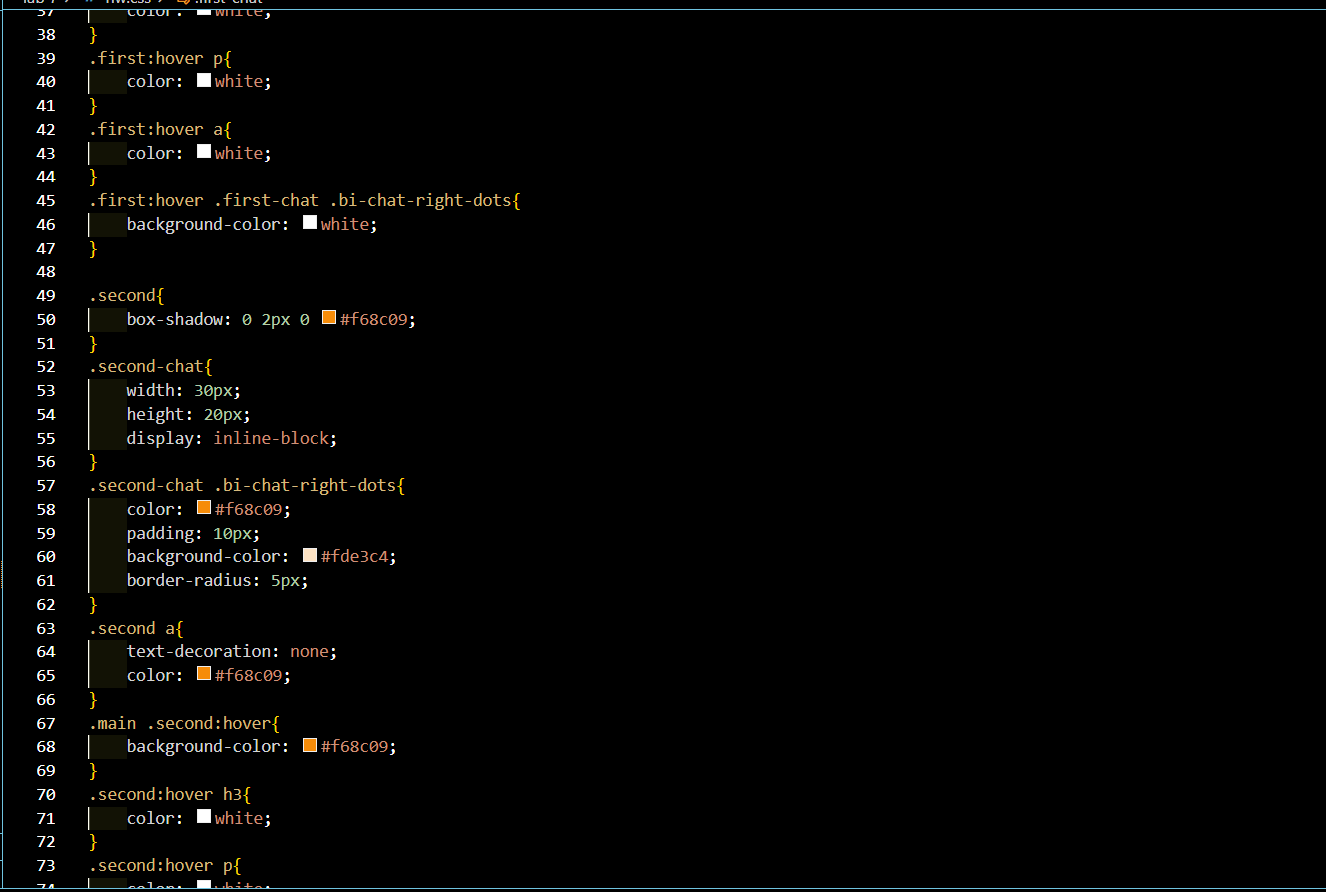 37 color: white;
38 }
39 .first:hover p{
40 color: white;
41 }
42 .first:hover a{
43 color: white;
44 }
45 .first:hover .first-chat .bi-chat-right-dots{
46 background-color: white;
47 }
48
49 .second{
50 box-shadow: 0 2px 0 #f68c09;
51 }
52 .second-chat{
53 width: 30px;
54 height: 20px;
55 display: inline-block;
56 }
57 .second-chat .bi-chat-right-dots{
58 color: #f68c09;
59 padding: 10px;
60 background-color: #fde3c4;
61 border-radius: 5px;
62 }
63 .second a{
64 text-decoration: none;
65 color: #f68c09;
66 }
67 .main .second:hover{
68 background-color: #f68c09;
69 }
70 .second:hover h3{
71 color: white;
72 }
73 .second:hover p{
74 color: white;